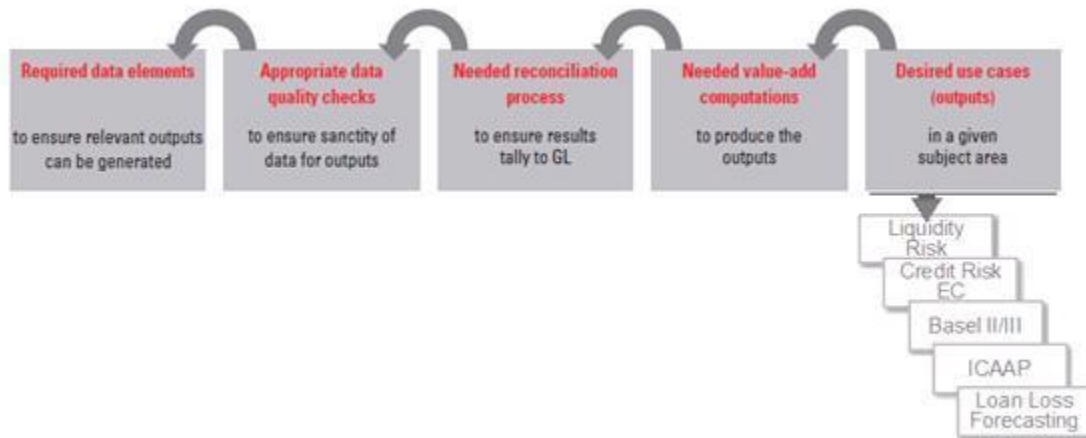 Required data elements
to ensure relevant outputs
can be generated
Appropriate data
quality checks
to ensure sanctity of
data for outputs
Needed reconciliation
process
to ensure results
tally to GL
Needed value-add
computations
to produce the
outputs
Desired use cases
(outputs)
in a given
subject area
Liquidity
Risk
Credit Risk
EC
Basel II/III
ICAAP
Loan Loss
Forecasting